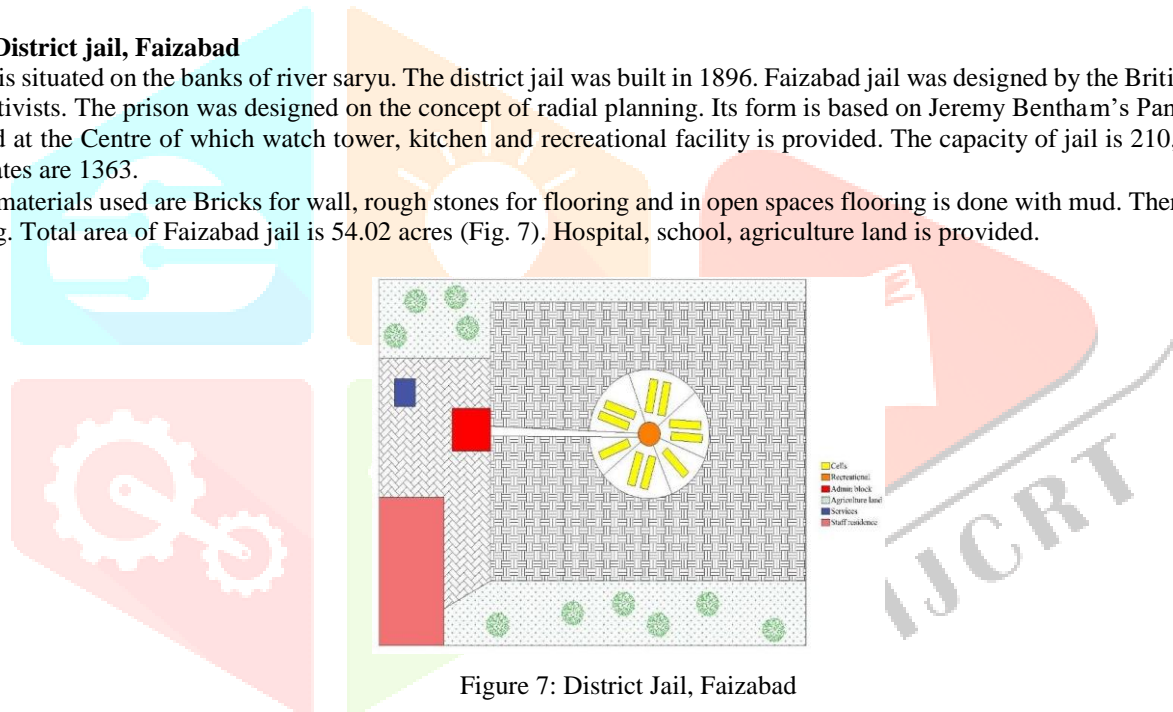 District jail, Faizabad
is situated on the banks of river saryu. The district jail was built in 1896. Faizabad jail was designed by the Briti
tivists. The prison was designed on the concept of radial planning. Its form is based on Jeremy Bentham's Pan
d at the Centre of which watch tower, kitchen and recreational facility is provided. The capacity of jail is 210
ates are 1363.
materials used are Bricks for wall, rough stones for flooring and in open spaces flooring is done with mud. Ther
g. Total area of Faizabad jail is 54.02 acres (Fig. 7). Hospital, school, agriculture land is provided.
Cells
Recreational
Admin block
Agriculture land
Services
Staff residence
IJCRT
Figure 7: District Jail, Faizabad